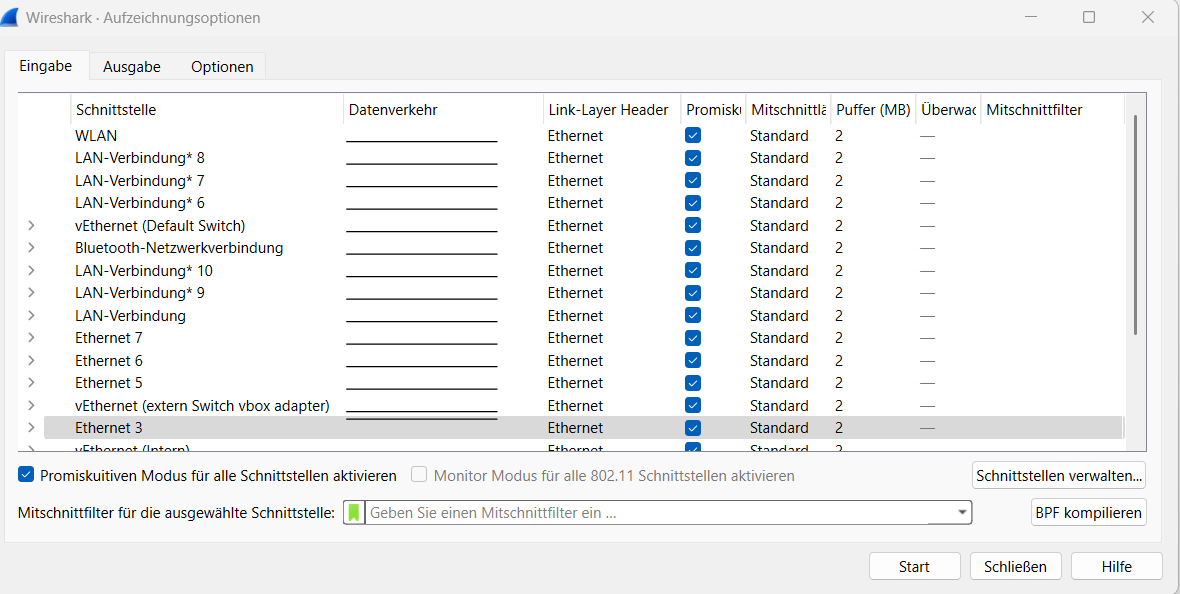 Wireshark · Aufzeichnungsoptionen
Eingabe Ausgabe Optionen
Schnittstelle Datenverkehr Link-Layer Header Promisku Mitschnittlä Puffer (MB) Überwac Mitschnittfilter
WLAN Ethernet Standard 2 —
LAN-Verbindung* 8 Ethernet Standard 2 —
LAN-Verbindung* 7 Ethernet Standard 2 —
LAN-Verbindung* 6 Ethernet Standard 2 —
vEthernet (Default Switch) Ethernet Standard 2 —
Bluetooth-Netzwerkverbindung Ethernet Standard 2 —
LAN-Verbindung* 10 Ethernet Standard 2 —
LAN-Verbindung* 9 Ethernet Standard 2 —
LAN-Verbindung Ethernet Standard 2 —
Ethernet 7 Ethernet Standard 2 —
Ethernet 6 Ethernet Standard 2 —
Ethernet 5 Ethernet Standard 2 —
vEthernet (extern Switch vbox adapter) Ethernet Standard 2 —
Ethernet 3 Ethernet Standard 2 —
vEthernet (Intern) Ethernet Standard 2
Promiskuitiven Modus für alle Schnittstellen aktivieren Monitor Modus für alle 802.11 Schnittstellen aktivieren Schnittstellen verwalten...
Mitschnittfilter für die ausgewählte Schnittstelle: Geben Sie einen Mitschnittfilter ein ... BPF kompilieren
Start Schließen Hilfe